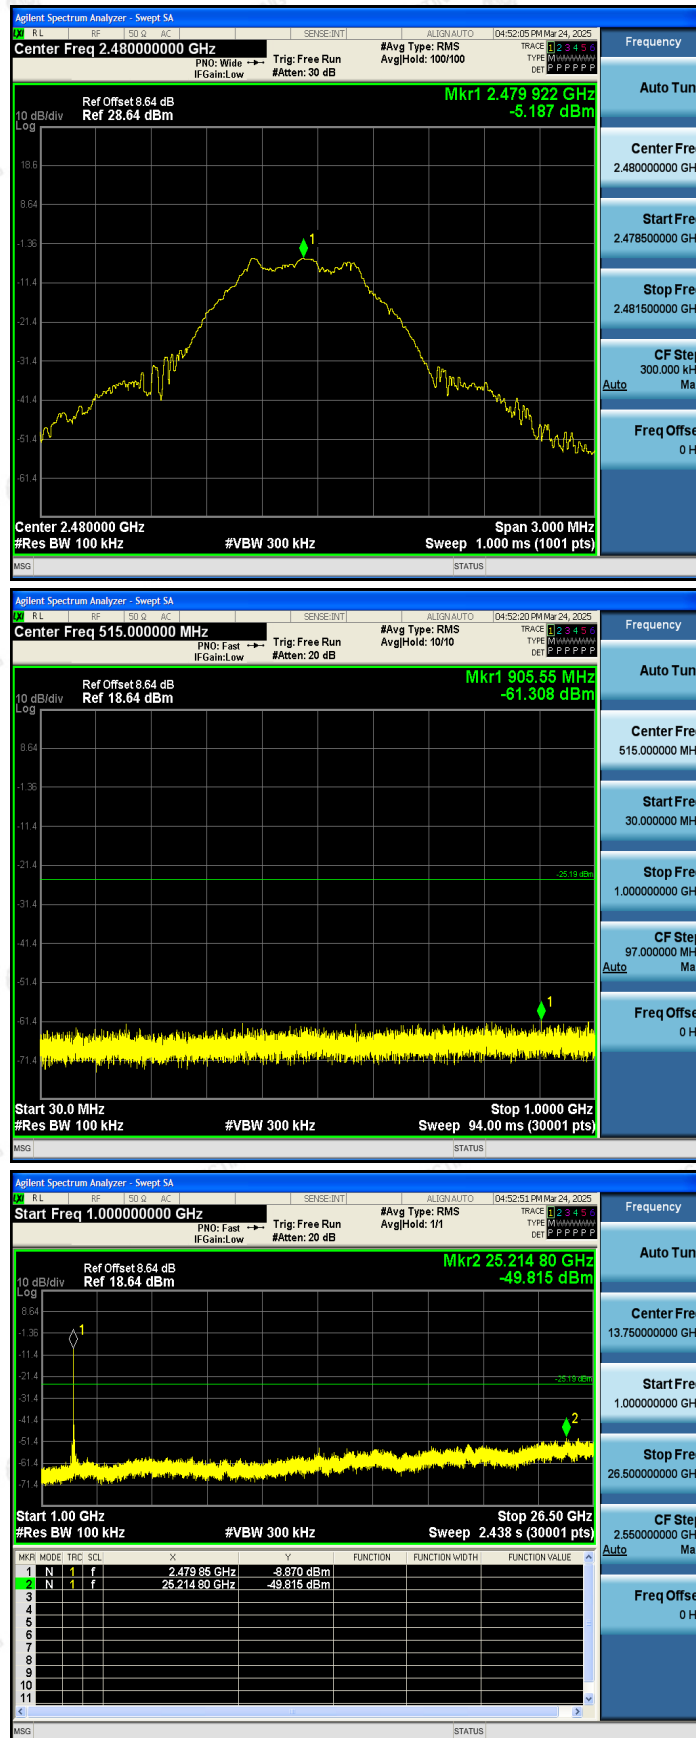 Agilent Spectrum Analyzer - Swept SA
LXI RL RF 50 Ω AC SENSE:INT ALIGNAUTO 04:52:05 PM Mar 24, 2025
Center Freq 2.480000000 GHz
#Avg Type: RMS
TRACE 1 2 3 4 5 6
PNO: Wide Trig: Free Run Avg|Hold: 100/100 TYPE MWWWWW
IFGain:Low #Atten: 30 dB DET P P P P P P
Frequency
Auto Tun
Mkr1 2.479 922 GHz
Ref Offset 8.64 dB
10 dB/div Ref 28.64 dBm -5.187 dBm
Log
18.6
8.64
-1.36
-11.4
-21.4
-31.4
-41.4
-51.4
-61.4
1
Center Fre
2.480000000 GH
Start Fre
2.478500000 GH
Stop Fre
2.481500000 GH
CF Step
300.000 kH
Auto Ma
Freq Offse
0 H
Center 2.480000 GHz Span 3.000 MHz
#Res BW 100 kHz #VBW 300 kHz Sweep 1.000 ms (1001 pts)
MSG STATUS
Agilent Spectrum Analyzer - Swept SA
LXI RL RF 50 Ω AC SENSE:INT ALIGNAUTO 04:52:20 PM Mar 24, 2025
Center Freq 515.000000 MHz
#Avg Type: RMS
TRACE 1 2 3 4 5 6
PNO: Fast Trig: Free Run Avg|Hold: 10/10 TYPE MWWWWW
IFGain:Low #Atten: 20 dB DET P P P P P P
Frequency
Auto Tun
Mkr1 905.55 MHz
Ref Offset 8.64 dB
10 dB/div Ref 18.64 dBm -61.308 dBm
Log
8.64
-1.36
-11.4
-21.4
-25.19 dBm
-31.4
-41.4
-51.4
-61.4
-71.4
1
Center Fre
515.000000 MH
Start Fre
30.000000 MH
Stop Fre
1.000000000 GH
CF Step
97.000000 MH
Auto Ma
Freq Offse
0 H
Start 30.0 MHz Stop 1.0000 GHz
#Res BW 100 kHz #VBW 300 kHz Sweep 94.00 ms (30001 pts)
MSG STATUS
Agilent Spectrum Analyzer - Swept SA
LXI RL RF 50 Ω AC SENSE:INT ALIGNAUTO 04:52:51 PM Mar 24, 2025
Start Freq 1.000000000 GHz
#Avg Type: RMS
TRACE 1 2 3 4 5 6
PNO: Fast Trig: Free Run Avg|Hold: 1/1 TYPE MWWWWW
IFGain:Low #Atten: 20 dB DET P P P P P P
Frequency
Auto Tun
Mkr2 25.214 80 GHz
Ref Offset 8.64 dB
10 dB/div Ref 18.64 dBm -49.815 dBm
Log
8.64
-1.36
-11.4
-21.4
-25.19 dBm
-31.4
-41.4
-51.4
-61.4
-71.4
1
2
Center Fre
13.750000000 GH
Start Fre
1.000000000 GH
Stop Fre
26.500000000 GH
CF Step
2.550000000 GH
Auto Ma
Freq Offse
0 H
Start 1.00 GHz Stop 26.50 GHz
#Res BW 100 kHz #VBW 300 kHz Sweep 2.438 s (30001 pts)
MKR MODE TRC SCL X Y FUNCTION FUNCTION WIDTH FUNCTION VALUE
1 N 1 f 2.479 85 GHz -8.870 dBm
2 N 1 f 25.214 80 GHz -49.815 dBm
3
4
5
6
7
8
9
10
11
MSG STATUS